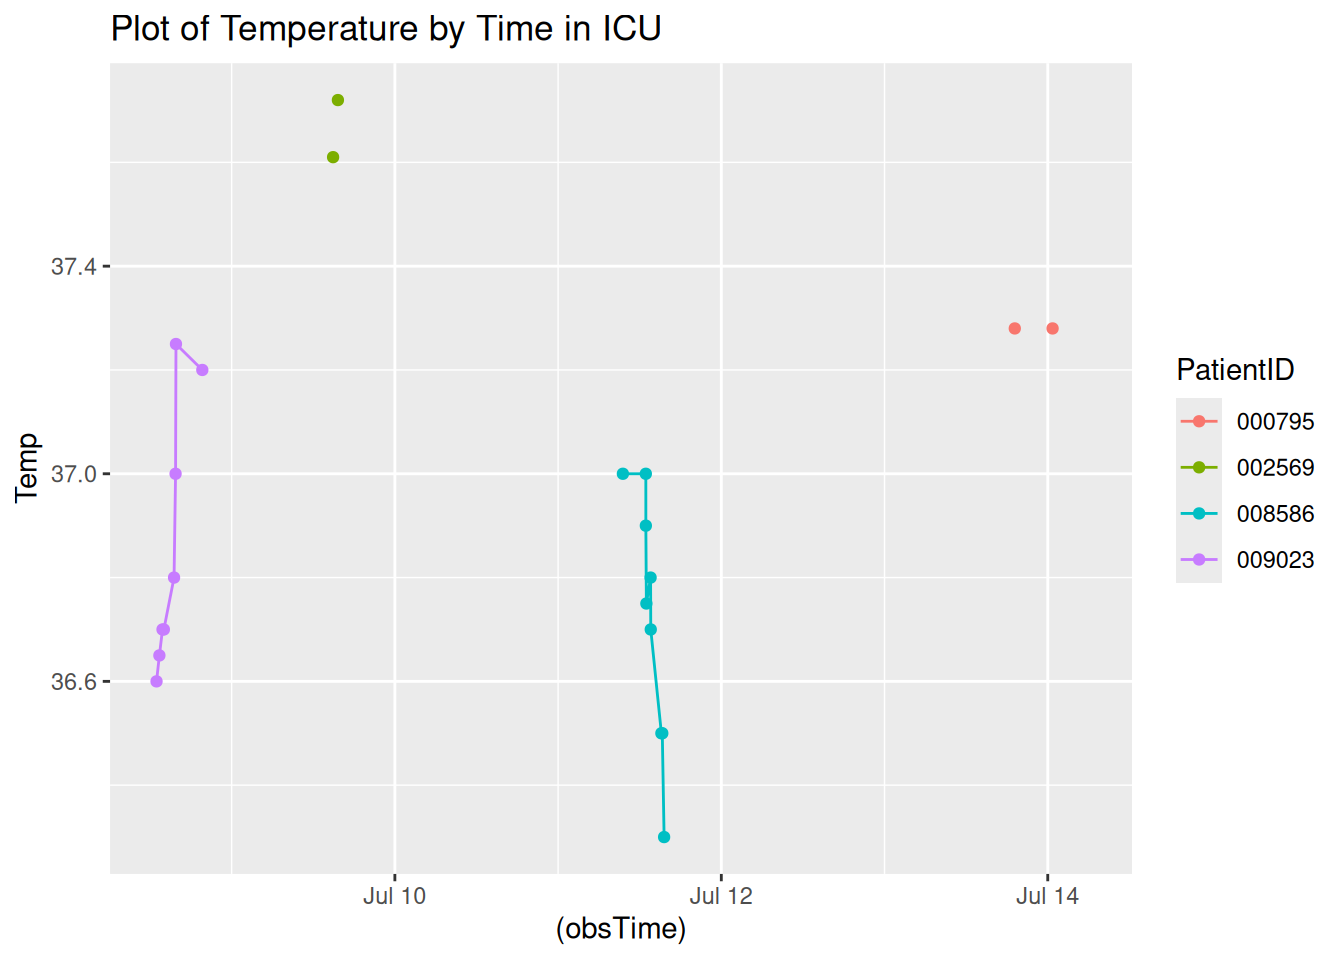 Plot of Temperature by Time in ICU
Temp
37.4
37.0
36.6
Jul 10
Jul 12
Jul 14
(obsTime)
PatientID
000795
002569
008586
009023